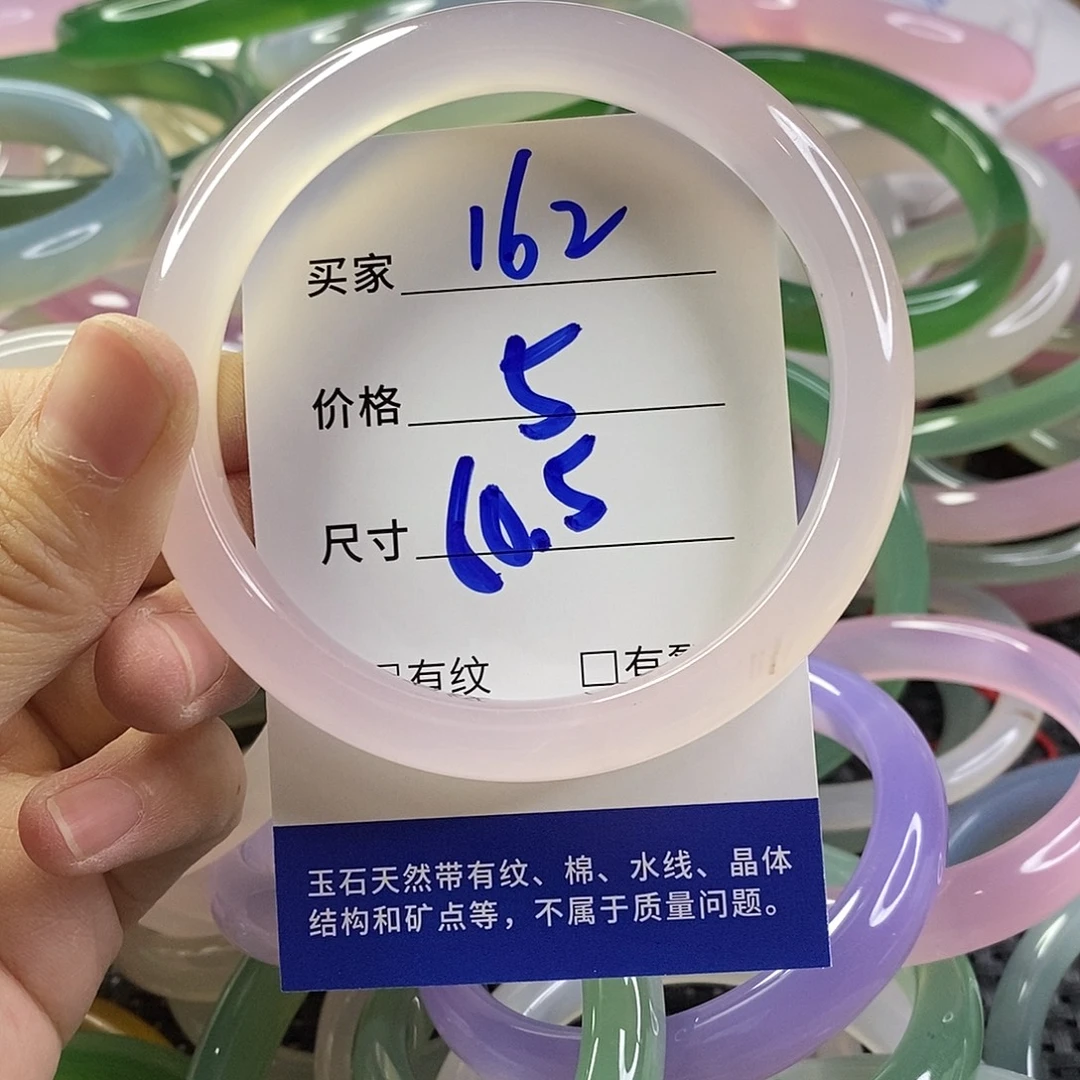 买家 162
价格 5
尺寸 60.5
有纹 □有
玉石天然带有纹、棉、水线、晶体
结构和矿点等，不属于质量问题。